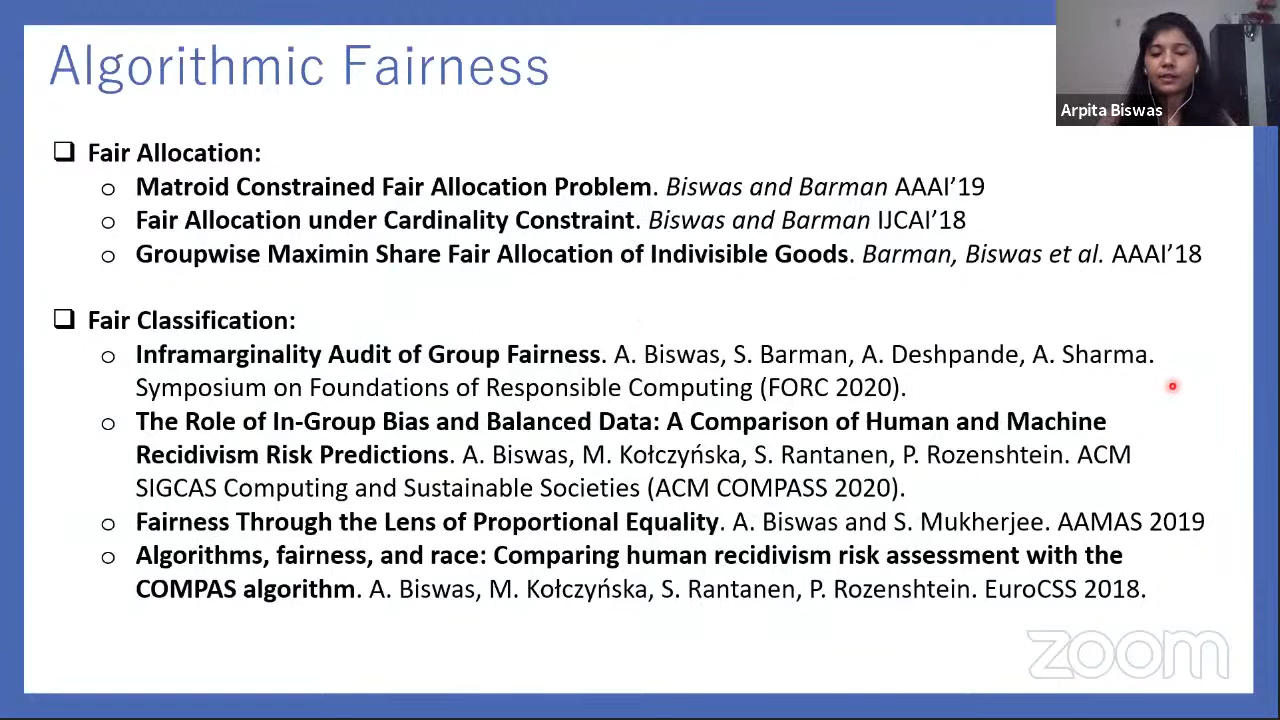 Algorithmic Fairness
Arpita Biswas
❑ Fair Allocation:
o Matroid Constrained Fair Allocation Problem. Biswas and Barman AAAI’19
o Fair Allocation under Cardinality Constraint. Biswas and Barman IJCAI’18
o Groupwise Maximin Share Fair Allocation of Indivisible Goods. Barman, Biswas et al. AAAI’18
❑ Fair Classification:
o Inframarginality Audit of Group Fairness. A. Biswas, S. Barman, A. Deshpande, A. Sharma.
Symposium on Foundations of Responsible Computing (FORC 2020).
o The Role of In-Group Bias and Balanced Data: A Comparison of Human and Machine
Recidivism Risk Predictions. A. Biswas, M. Kołczyńska, S. Rantanen, P. Rozenshtein. ACM
SIGCAS Computing and Sustainable Societies (ACM COMPASS 2020).
o Fairness Through the Lens of Proportional Equality. A. Biswas and S. Mukherjee. AAMAS 2019
o Algorithms, fairness, and race: Comparing human recidivism risk assessment with the
COMPAS algorithm. A. Biswas, M. Kołczyńska, S. Rantanen, P. Rozenshtein. EuroCSS 2018.
zoom